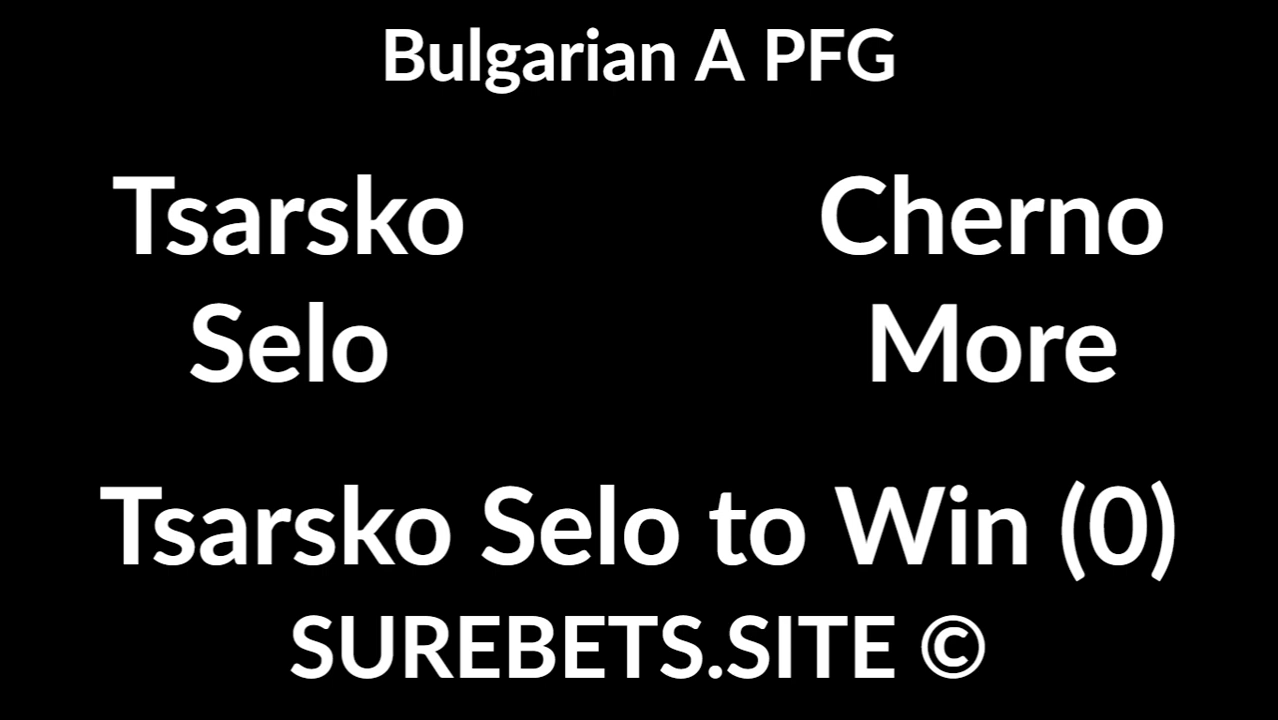 Bulgarian A PFG
Tsarsko
Selo
Cherno
More
Tsarsko Selo to Win (0)
SUREBETS.SITE ©